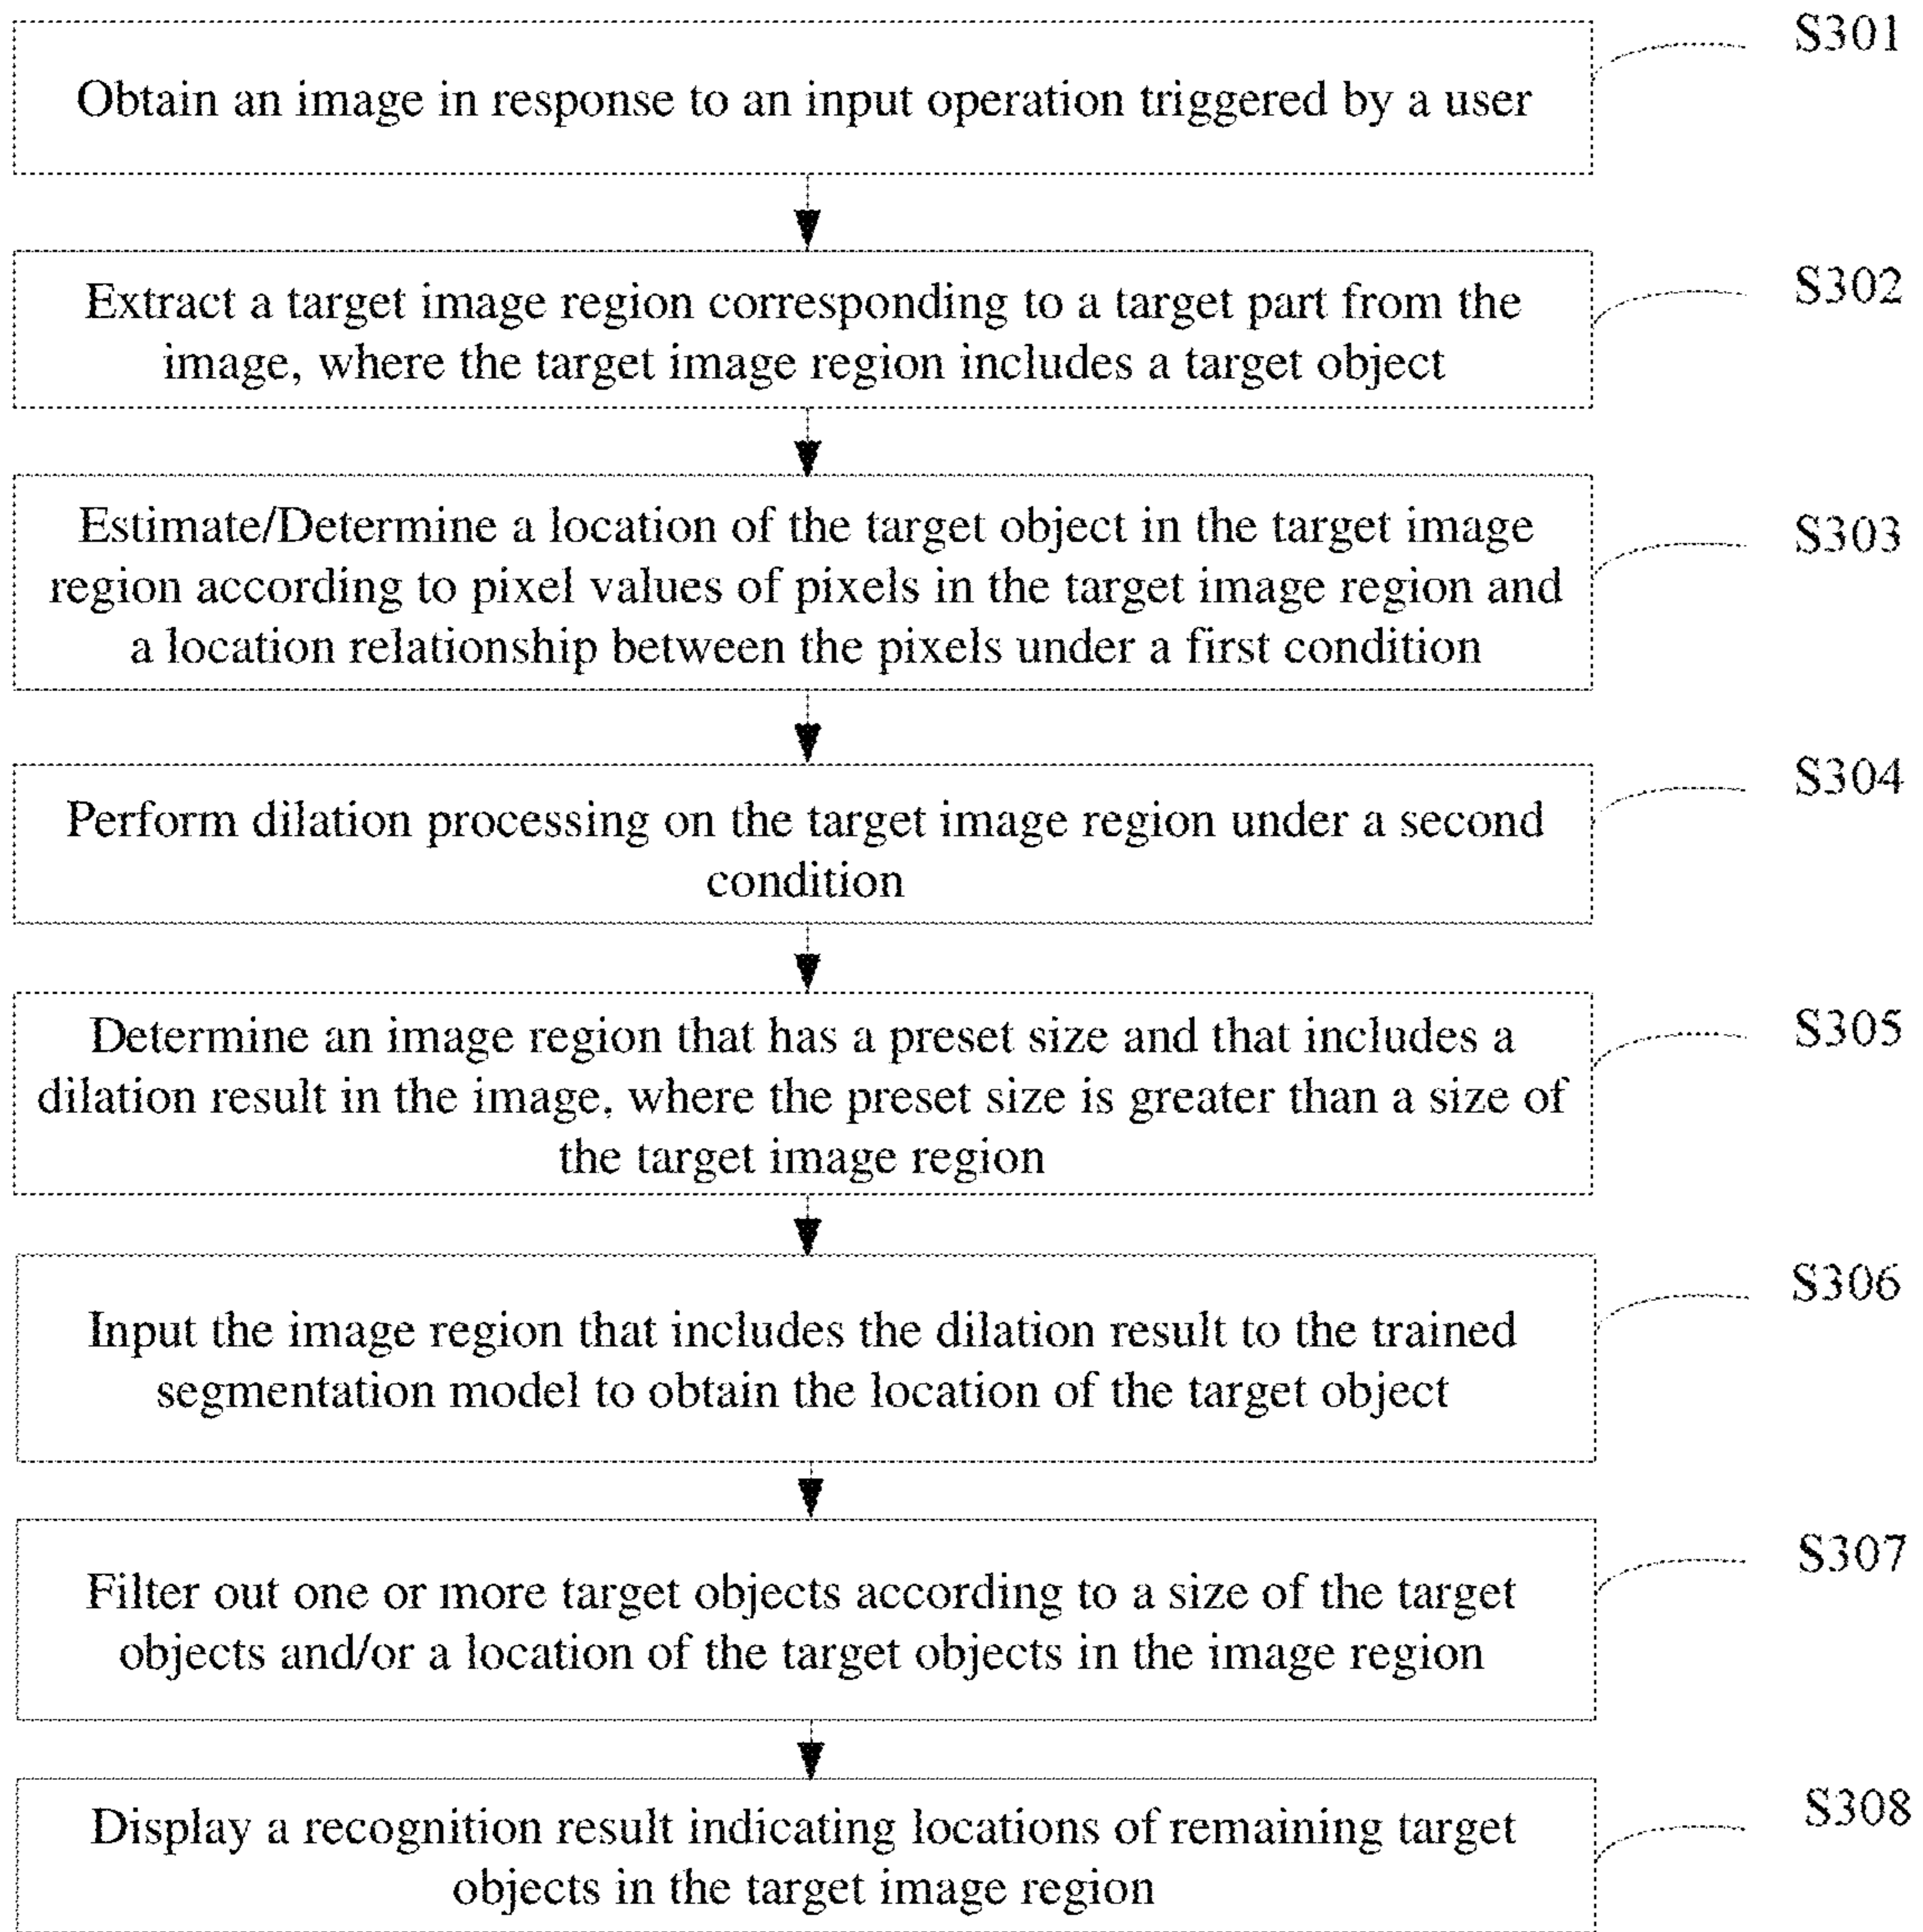 S301
Obtain an image in response to an input operation triggered by a user
S302
Extract a target image region corresponding to a target part from the
image, where the target image region includes a target object
S303
Estimate/Determine a location of the target object in the target image
region according to pixel values of pixels in the target image region and
a location relationship between the pixels under a first condition
S304
Perform dilation processing on the target image region under a second
condition
S305
Determine an image region that has a preset size and that includes a
dilation result in the image, where the preset size is greater than a size of
the target image region
S306
Input the image region that includes the dilation result to the trained
segmentation model to obtain the location of the target object
S307
Filter out one or more target objects according to a size of the target
objects and/or a location of the target objects in the image region
S308
Display a recognition result indicating locations of remaining target
objects in the target image region